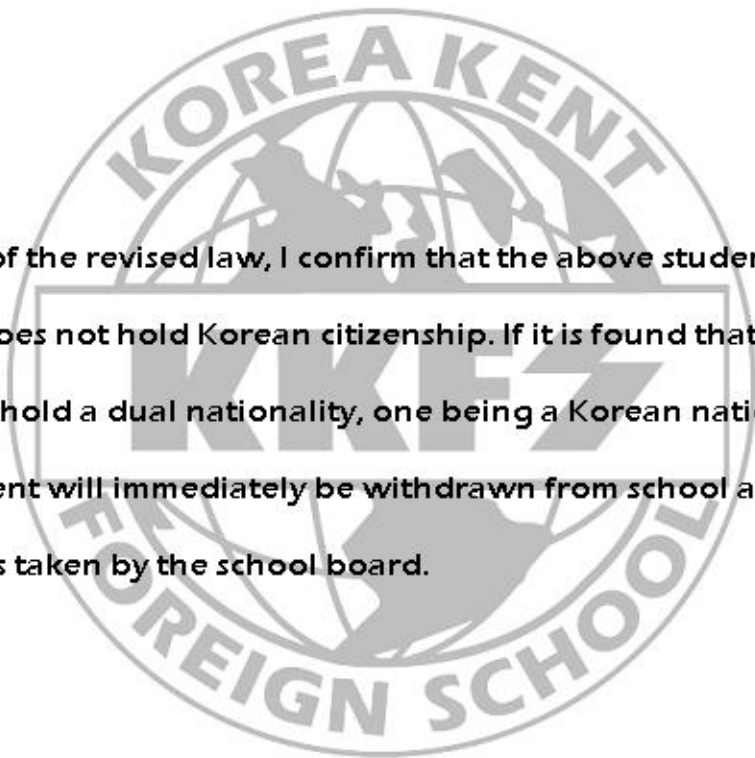 KOREA KENT
of the revised law, I confirm that the above studen
oes not hold Korean citizenship. If it is found that
KKFS
hold a dual nationality, one being a Korean natio
ent will immediately be withdrawn from school a
s taken by the school board.
FOREIGN SCHOOL